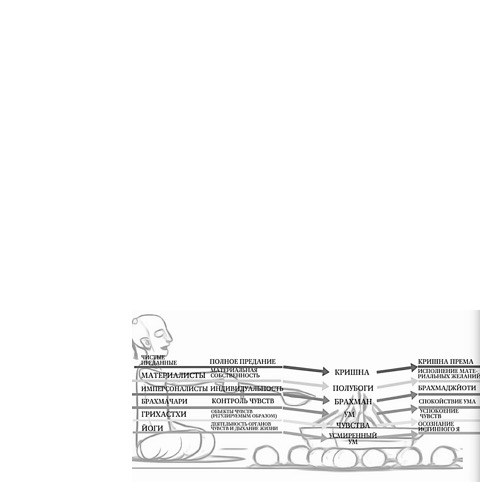 ЧИСТЫЕ
ПРЕДАННЫЕ
ПОЛНОЕ ПРЕДАНИЕ
КРИШНА
КРИШНА ПРЕМА
МАТЕРИАЛИСТЫ
МАТЕРИАЛЬНАЯ
СОБСТВЕННОСТЬ
ПОЛУБОГИ
ИСПОЛНЕНИЕ МАТЕ-
РИАЛЬНЫХ ЖЕЛАНИЙ
ИМПЕРСОНАЛИСТЫ
ИНДИВИДУАЛЬНОСТЬ
БРАХМАН
БРАХМАДЖЙОТИ
БРАХМАЧАРИ
КОНТРОЛЬ ЧУВСТВ
УМ
СПОКОЙСТВИЕ УМА
ГРИХАСТХИ
ОБЪЕКТЫ ЧУВСТВ
(РЕГУЛИРУЕМЫМ ОБРАЗОМ)
ЧУВСТВА
УСПОКОЕНИЕ
ЧУВСТВ
ЙОГИ
ДЕЯТЕЛЬНОСТЬ ОРГАНОВ
ЧУВСТВ И ДЫХАНИЕ ЖИЗНИ
УСМИРЕННЫЙ
УМ
ОСОЗНАНИЕ
ИСТИННОГО Я